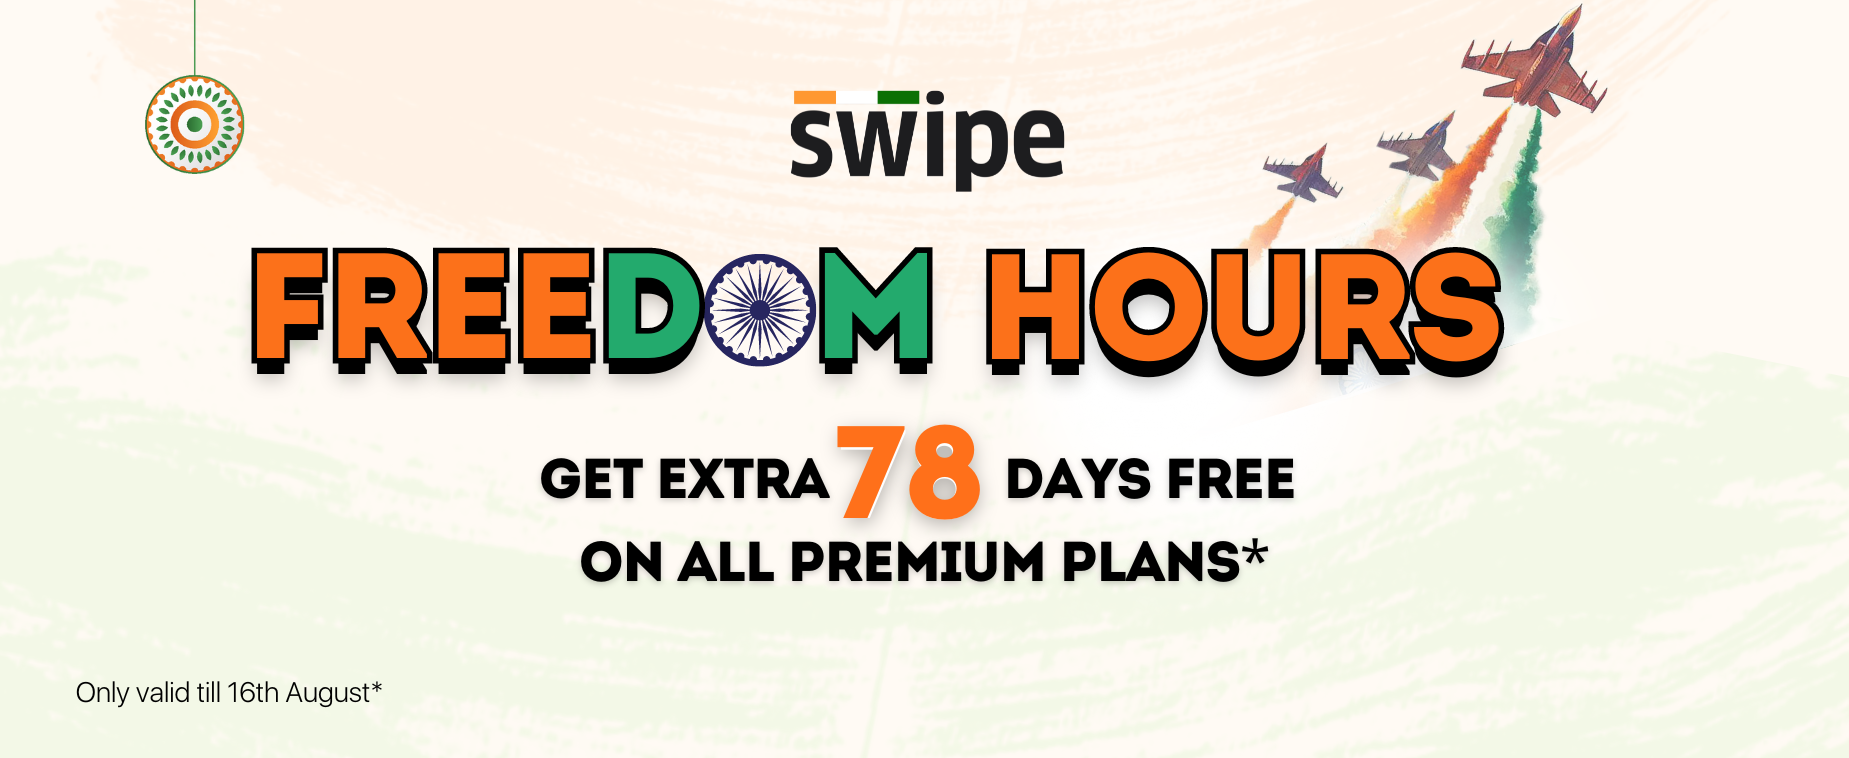 swipe
FREEDOM HOURS
GET EXTRA 78 DAYS FREE
ON ALL PREMIUM PLANS*
Only valid till 16th August*